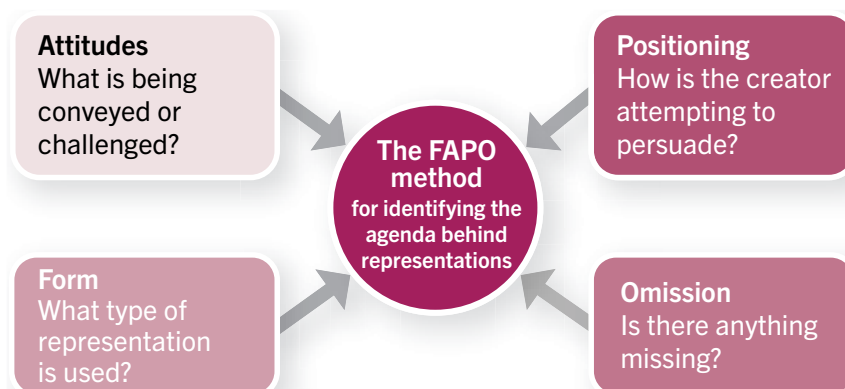 Attitudes
What is being
conveyed or
challenged?
Positioning
How is the creator
attempting to
persuade?
The FAPO
method
for identifying the
agenda behind
representations
Form
What type of
representation
is used?
Omission
Is there anything
missing?